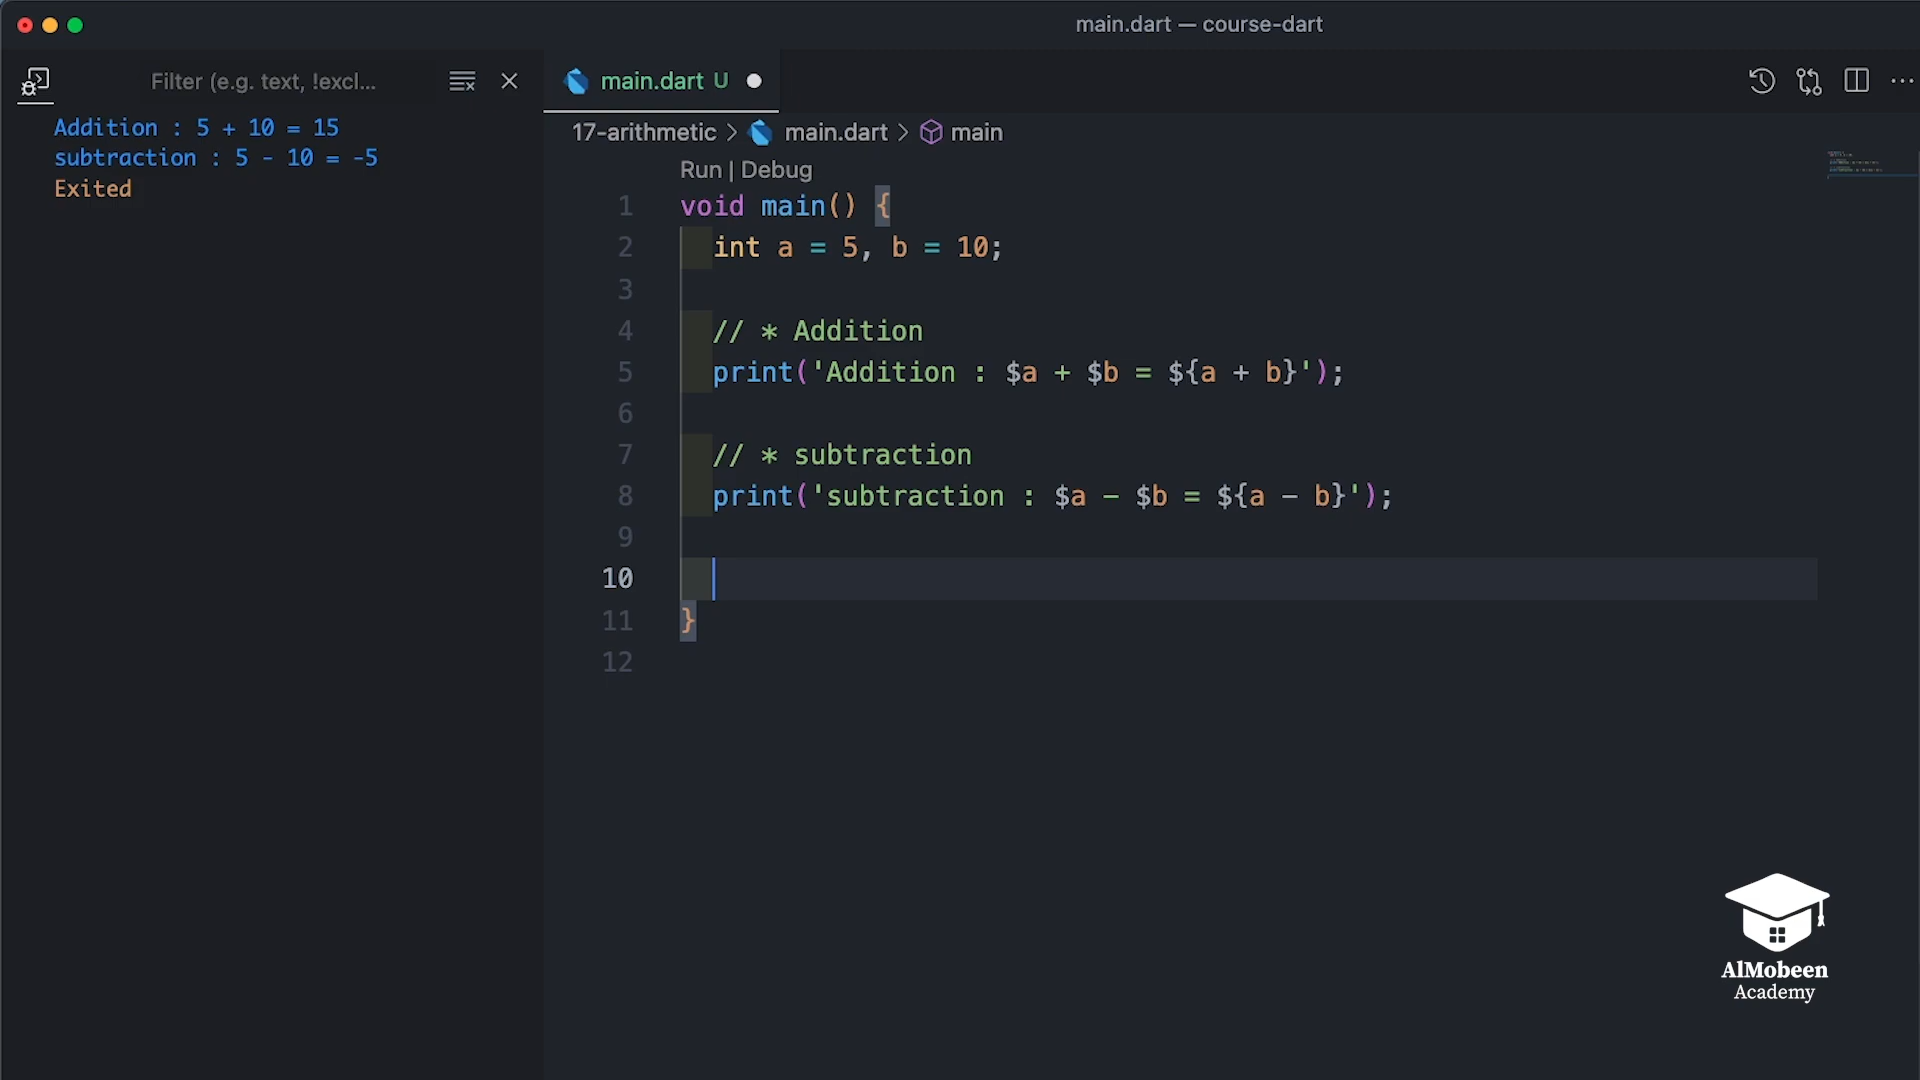 main.dart — course-dart
Filter (e.g. text, !excl...
main.dart U
Addition : 5 + 10 = 15
subtraction : 5 - 10 = -5
Exited
17-arithmetic > main.dart > main
Run | Debug
1 void main() {
2 int a = 5, b = 10;
3
4 // * Addition
5 print('Addition : $a + $b = ${a + b}');
6
7 // * subtraction
8 print('subtraction : $a - $b = ${a - b}');
9
10
11 }
12
AlMobeen
Academy